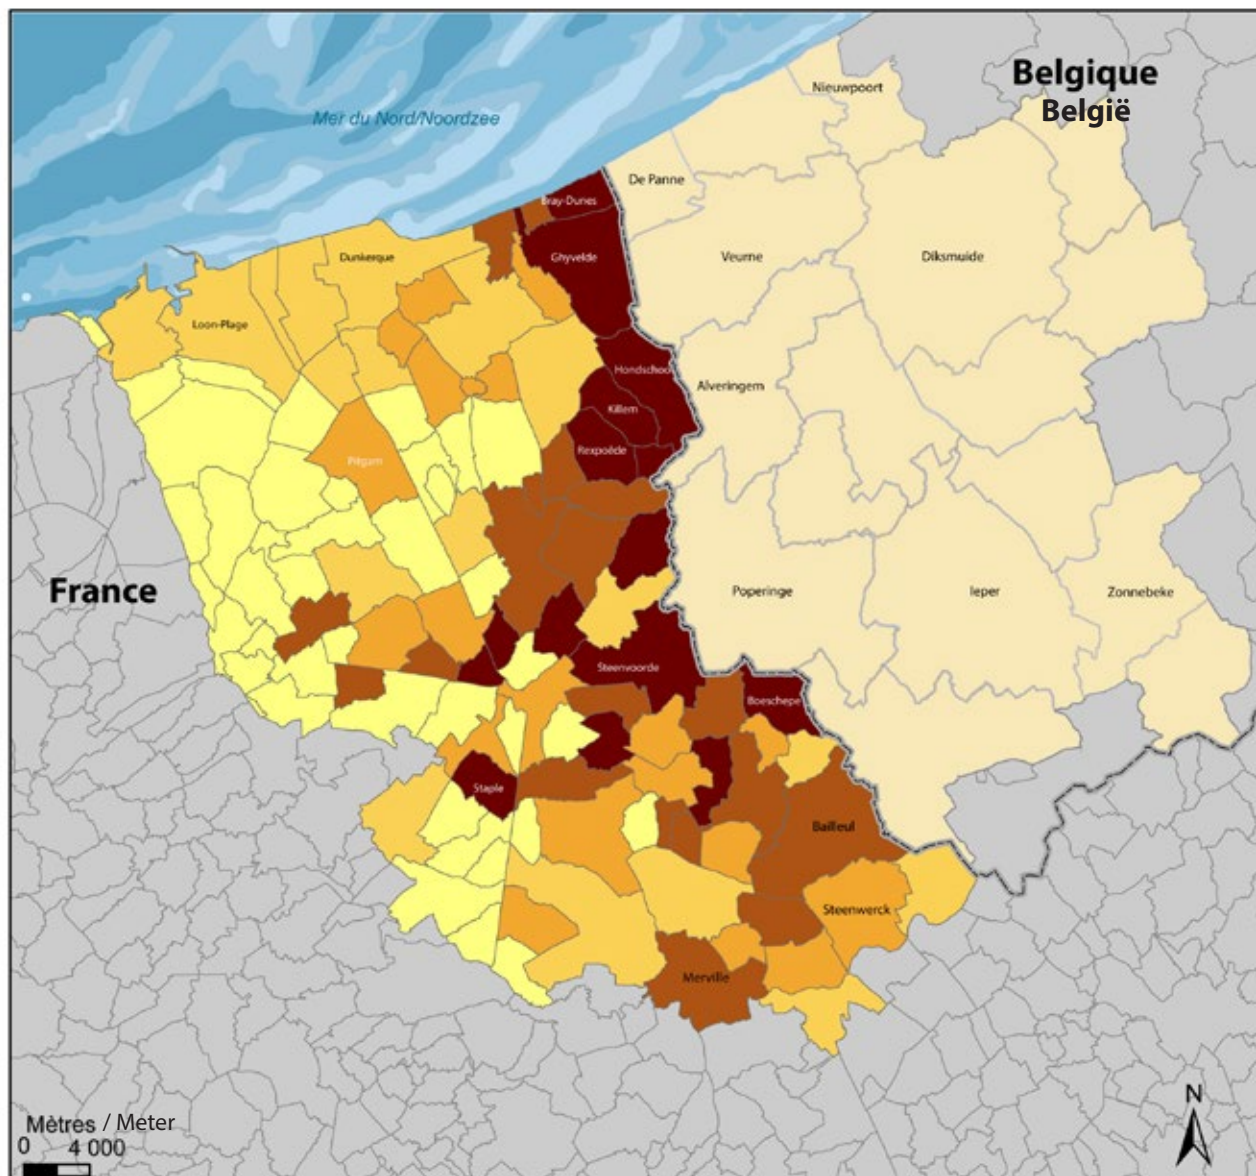 Belgique
België
Nieuwpoort
Mer du Nord/Noordzee
De Panne
Bray-Dunes
Dunkerque
Ghyvelde
Veurne
Diksmuide
Loon-Plage
Hondschoo
Alveringem
Killem
Rexpoëde
Pitgam
France
Poperinge
Ieper
Zonnebeke
Steenvoorde
Boeschepe
Staple
Bailleul
Steenwerck
Merville
Mètres / Meter
0 4 000
N